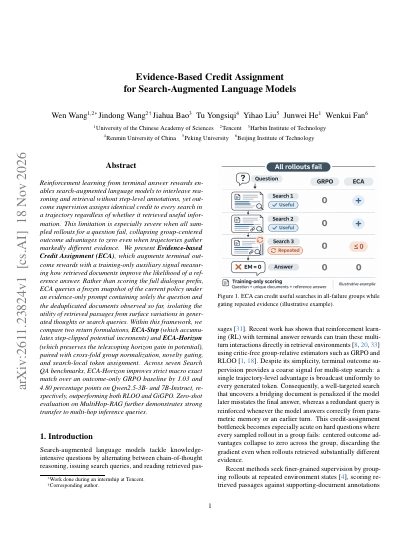 Evidence-Based Credit Assignment
for Search-Augmented Language Models
Wen Wang¹,²* Jindong Wang²† Jiahua Bao³ Tu Yongsiqi⁴ Yihao Liu⁵ Junwei He¹ Wenkui Fan⁶
¹University of the Chinese Academy of Sciences ²Tencent ³Harbin Institute of Technology
⁴Renmin University of China ⁵Peking University ⁶Beijing Institute of Technology
arXiv:2611.23824v1 [cs.AI] 18 Nov 2026
Abstract
Reinforcement learning from terminal answer rewards en-
ables search-augmented language models to interleave reas-
oning and retrieval without step-level annotations, yet out-
come supervision assigns identical credit to every search in
a trajectory regardless of whether it retrieved useful infor-
mation. This limitation is especially severe when all sam-
pled rollouts for a question fail, collapsing group-centered
outcome advantages to zero even when trajectories gather
markedly different evidence. We present Evidence-based
Credit Assignment (ECA), which augments terminal out-
come rewards with a training-only auxiliary signal measur-
ing how retrieved documents improve the likelihood of a ref-
erence answer. Rather than scoring the full dialogue prefix,
ECA queries a frozen snapshot of the current policy under
an evidence-only prompt containing solely the question and
the deduplicated documents observed so far, isolating the
utility of retrieved passages from surface variations in gener-
ated thoughts or search queries. Within this framework, we
compare two return formulations, ECA-Step (which accumu-
lates step-clipped potential increments) and ECA-Horizon
(which preserves the telescoping horizon gain in potential),
paired with cross-fold group normalization, novelty gating,
and search-local token assignment. Across seven Search
QA benchmarks, ECA-Horizon improves strict macro exact
match over an outcome-only GRPO baseline by 1.03 and
4.80 percentage points on Qwen2.5-3B- and 7B-Instruct, re-
spectively, outperforming both RLOO and GiGPO. Zero-shot
evaluation on MultiHop-RAG further demonstrates strong
transfer to multi-hop inference queries.
1. Introduction
Search-augmented language models tackle knowledge-
intensive questions by alternating between chain-of-thought
reasoning, issuing search queries, and reading retrieved pas-
¹Work done during an internship at Tencent.
†Corresponding author.
All rollouts fail
Question
GRPO
ECA
Search 1
Useful
0
+
Search 2
Useful
0
+
Search 3
Repeated
0
≤ 0
EM = 0
Answer
0
0
Training-only scoring
Question + unique documents + reference answer
Illustrative example
Figure 1. ECA can credit useful searches in all-failure groups while
gating repeated evidence (illustrative example).
sages [31]. Recent work has shown that reinforcement learn-
ing (RL) with terminal answer rewards can train these multi-
turn interactions directly in retrieval environments [8, 20, 33]
using critic-free group-relative estimators such as GRPO and
RLOO [1, 18]. Despite its simplicity, terminal outcome su-
pervision provides a coarse signal for multi-step search: a
single trajectory-level advantage is broadcast uniformly to
every generated token. Consequently, a well-targeted search
that uncovers a bridging document is penalized if the model
later misstates the final answer, whereas a redundant query is
reinforced whenever the model answers correctly from para-
metric memory or an earlier turn. This credit-assignment
bottleneck becomes especially acute on hard questions where
every sampled rollout in a group fails: centered outcome ad-
vantages collapse to zero across the group, discarding the
gradient even when rollouts retrieved substantially different
evidence.
Recent methods seek finer-grained supervision by group-
ing rollouts at repeated environment states [4], scoring re-
trieved passages against supporting-document annotations
1